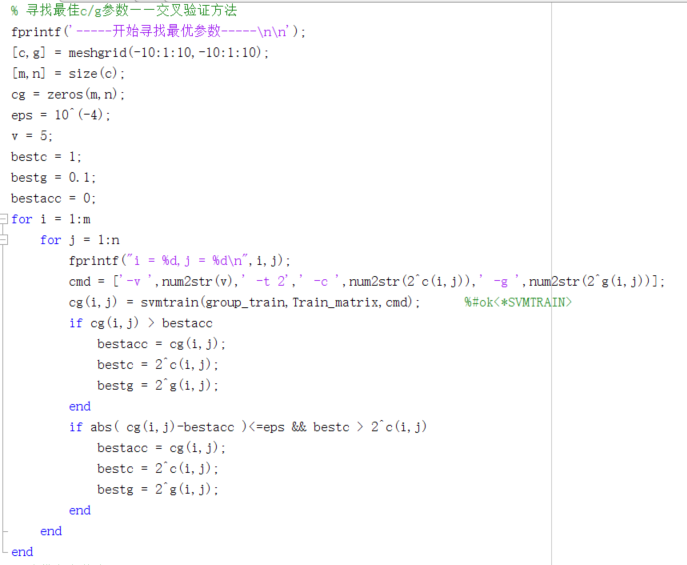 % 寻找最佳c/g参数——交叉验证方法
fprintf('-----开始寻找最优参数-----\n\n');
[c,g] = meshgrid(-10:1:10,-10:1:10);
[m,n] = size(c);
cg = zeros(m,n);
eps = 10^(-4);
v = 5;
bestc = 1;
bestg = 0.1;
bestacc = 0;
for i = 1:m
    for j = 1:n
        fprintf("i = %d,j = %d\n",i,j);
        cmd = ['-v ',num2str(v),' -t 2',' -c ',num2str(2^c(i,j)),' -g ',num2str(2^g(i,j))];
        cg(i,j) = svmtrain(group_train,Train_matrix,cmd);      %#ok<*SVMTRAIN>
        if cg(i,j) > bestacc
            bestacc = cg(i,j);
            bestc = 2^c(i,j);
            bestg = 2^g(i,j);
        end
        if abs( cg(i,j)-bestacc )<=eps && bestc > 2^c(i,j)
            bestacc = cg(i,j);
            bestc = 2^c(i,j);
            bestg = 2^g(i,j);
        end
    end
end